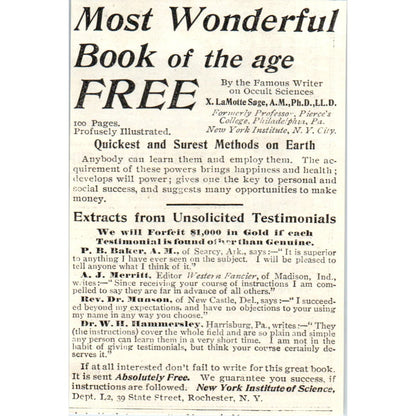 Most Wonderful
Book of the age
FREE
By the Famous Writer
on Occult Sciences
X. LaMotte Sage, A.M., Ph.D., LL.D.
Formerly Professor, Pierce's
College, Philadelphia, Pa.
New York Institute, N. Y. City.
100 Pages.
Profusely Illustrated.
Quickest and Surest Methods on Earth
Anybody can learn them and employ them. The ac-
quirement of these powers brings happiness and health;
develops will power; gives one the key to personal and
social success, and suggests many opportunities to make
money.
Extracts from Unsolicited Testimonials
We will Forfeit $1,000 in Gold if each
Testimonial is found other than Genuine.
P. B. Baker, A. M., of Searcy, Ark., says:—"It is superior
to anything I have ever seen on the subject. I will be pleased to
tell anyone what I think of it."
A. J. Merritt, Editor Western Fancier, of Madison, Ind.,
writes:—"Since receiving your course of instructions I am com-
pelled to say they are far in advance of all others."
Rev. Dr. Munson, of New Castle, Del., says:—"I succeed-
ed beyond my expectations, and have no objections to your using
my name in any way you choose."
Dr. W. H. Hammersley, Harrisburg, Pa., writes:—"They
(the instructions) cover the whole field and are so plain and simple
any person can learn them in a very short time. I am not in the
habit of giving testimonials, but think your course certainly de-
serves it."
If at all interested don't fail to write for this great book.
It is sent Absolutely Free. We guarantee you success, if
instructions are followed. New York Institute of Science,
Dept. L2, 39 State Street, Rochester, N. Y.